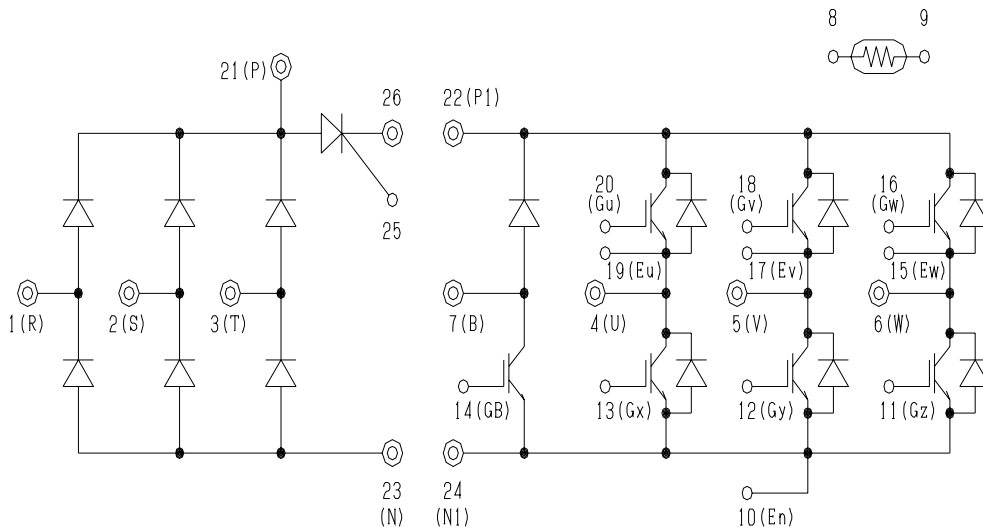 8 9
21(P)
26 22(P1)
20
(Gu)
18
(Gv)
16
(Gw)
25
19(Eu) 17(Ev) 15(Ew)
1(R) 2(S) 3(T) 7(B) 4(U) 5(V) 6(W)
14(GB) 13(Gx) 12(Gy) 11(Gz)
23
(N)
24
(N1)
10(En)